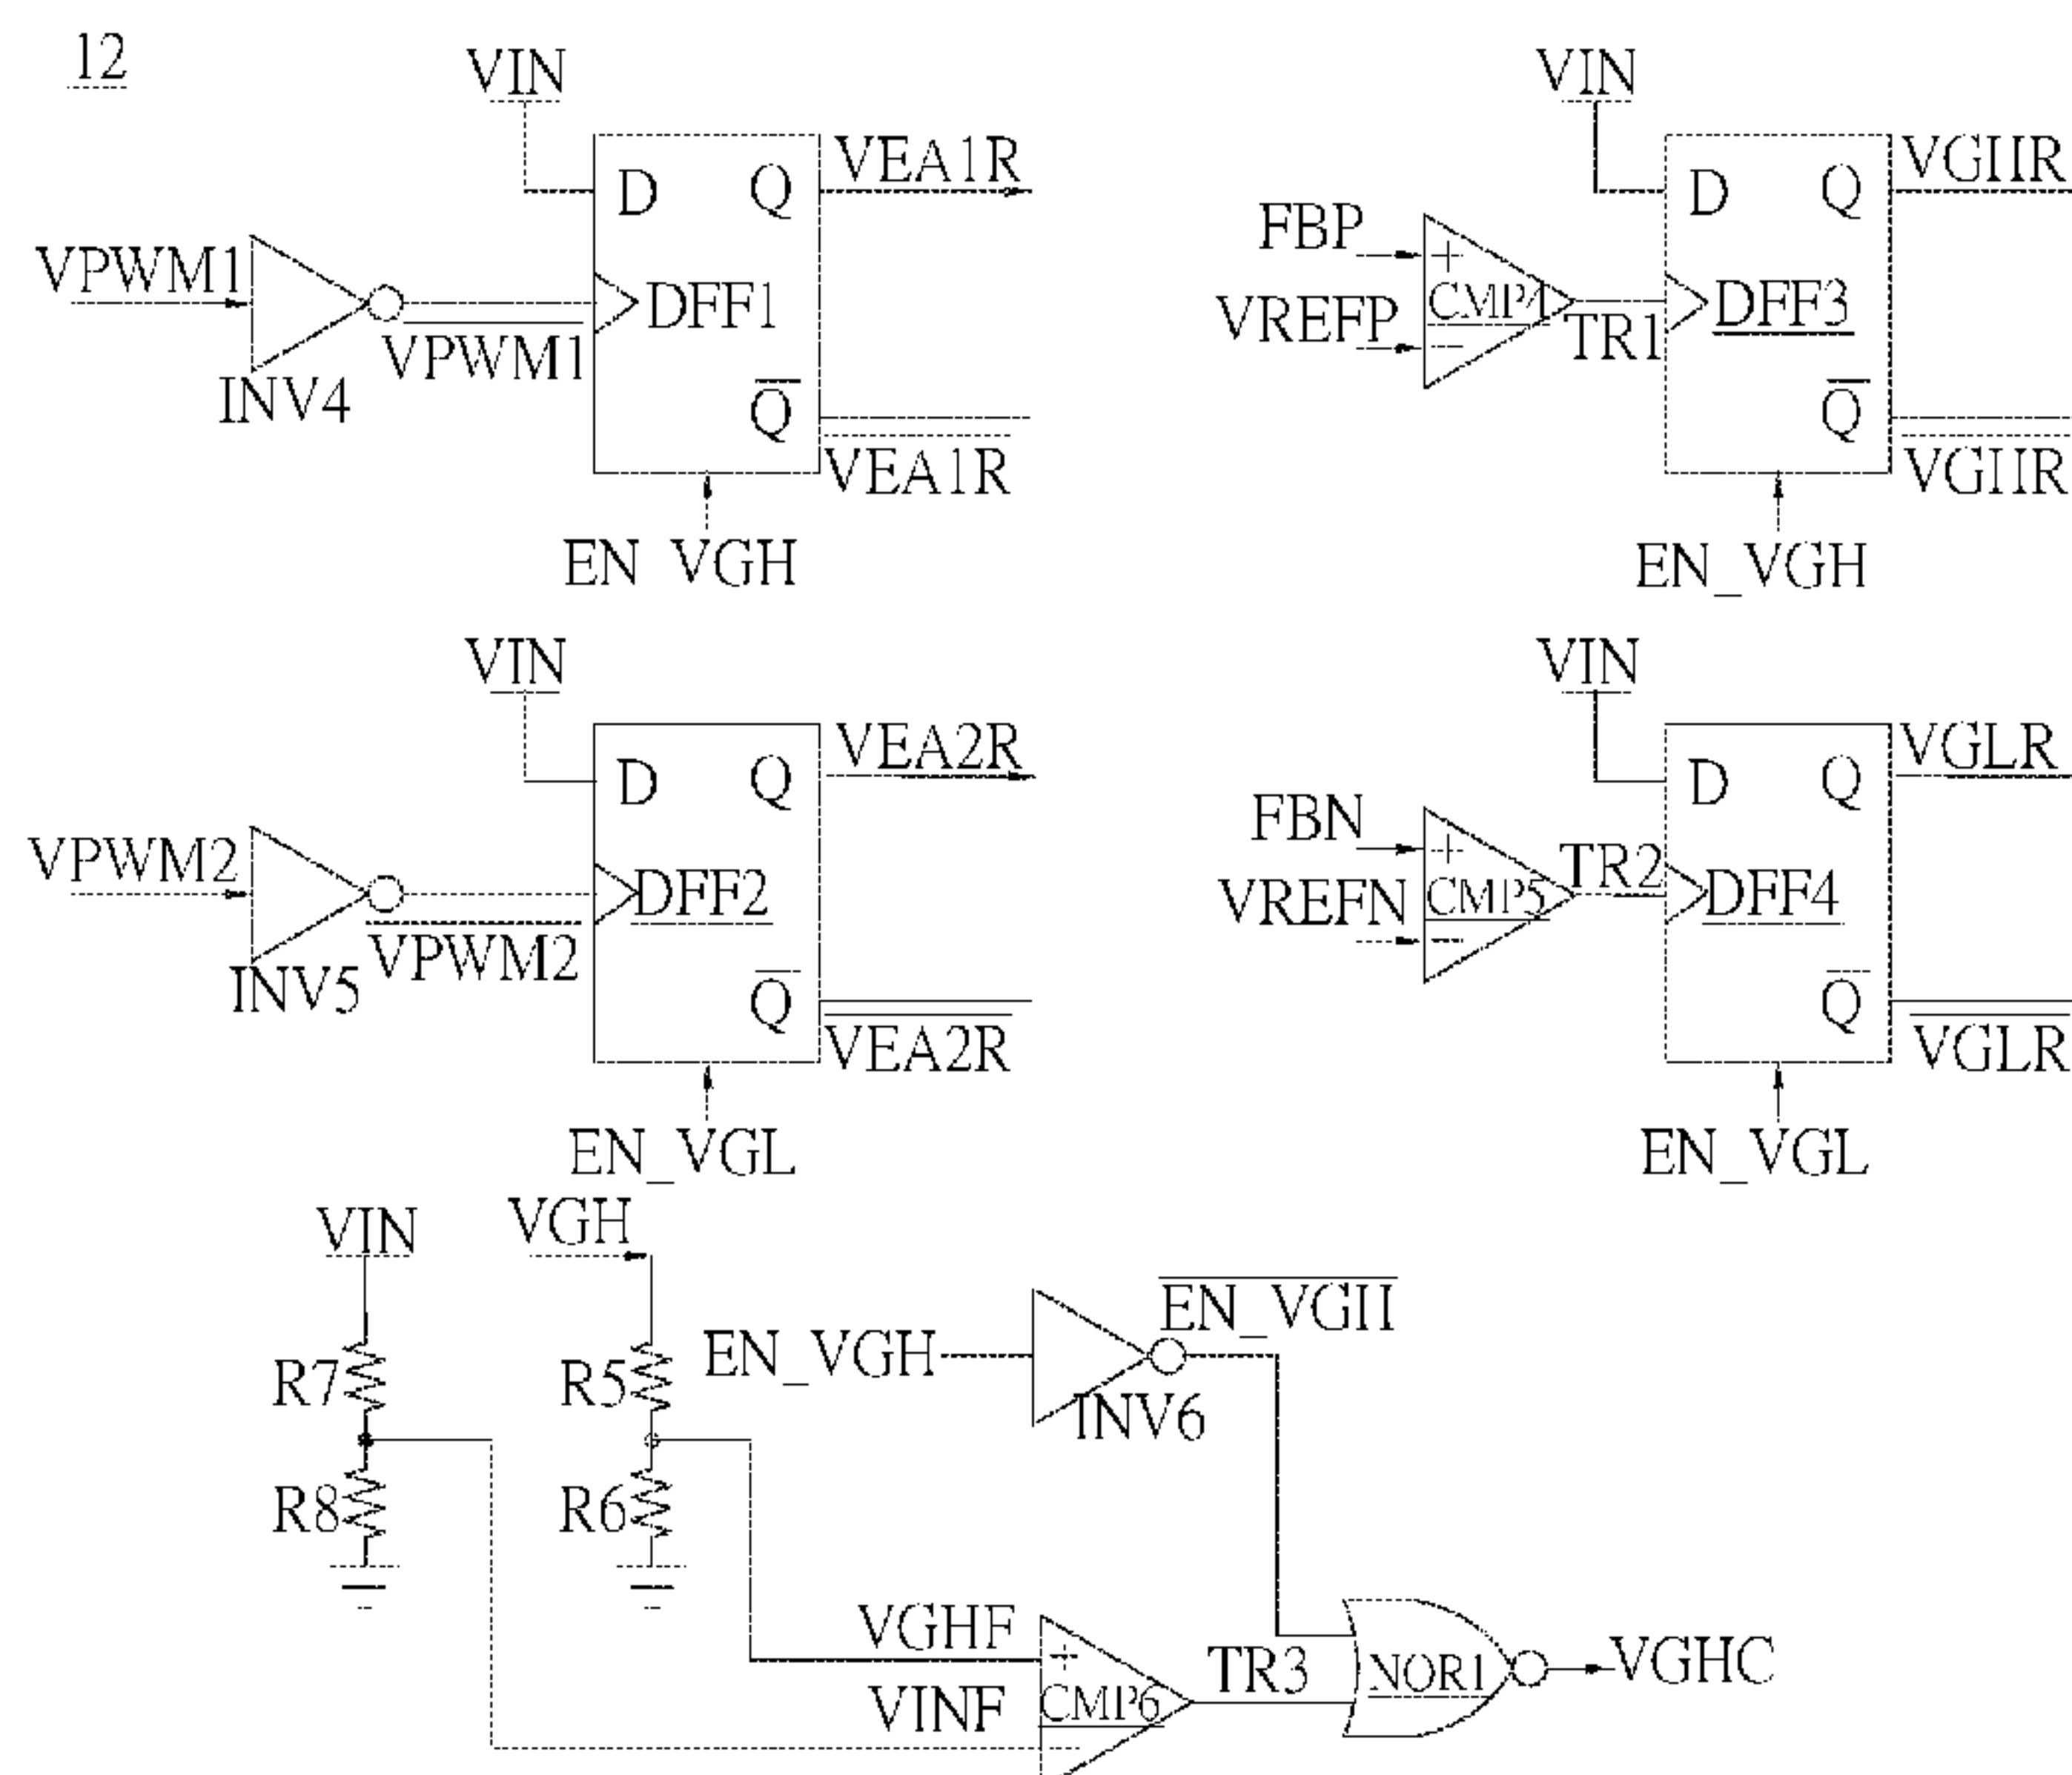 12
VIN
D Q
VEA1R
VPWM1
INV4
VPWM1
DFF1
Q
VEA1R
EN VGH
VIN
D Q
VGHR
FBP
+
VREFP
−
CMP4
TR1
DFF3
Q
VGHR
EN_VGH
VIN
D Q
VEA2R
VPWM2
INV5
VPWM2
DFF2
Q
VEA2R
EN_VGL
VIN
D Q
VGLR
FBN
+
VREFN
−
CMP5
TR2
DFF4
Q
VGLR
EN_VGL
VIN
R7
R8
VGH
R5
R6
EN_VGH
INV6
EN_VGH
VGHF
+
VINF
CMP6
TR3
NOR1
VGHC